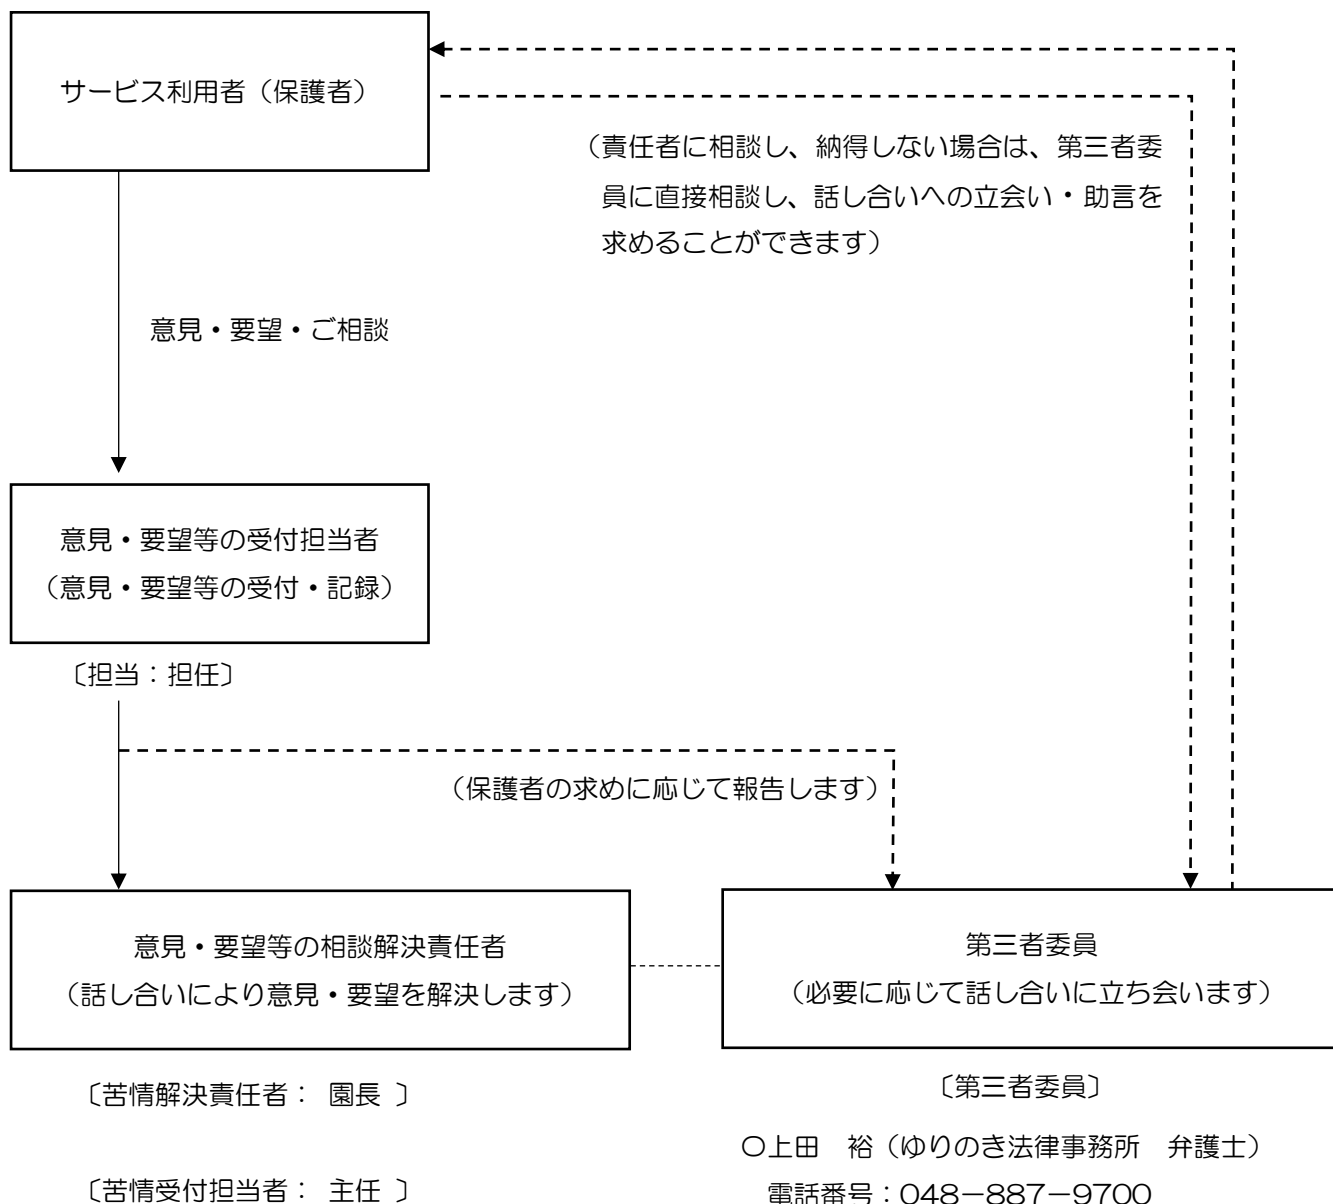 サービス利用者（保護者）
（責任者に相談し、納得しない場合は、第三者委
員に直接相談し、話し合いへの立会い・助言を
求めることができます）
意見・要望・ご相談
意見・要望等の受付担当者
（意見・要望等の受付・記録）
〔担当：担任〕
（保護者の求めに応じて報告します）
意見・要望等の相談解決責任者
（話し合いにより意見・要望を解決します）
第三者委員
（必要に応じて話し合いに立ち会います）
〔苦情解決責任者： 園長 〕
〔苦情受付担当者： 主任 〕
〔第三者委員〕
〇上田　裕（ゆりのき法律事務所　弁護士）
電話番号：048－887－9700